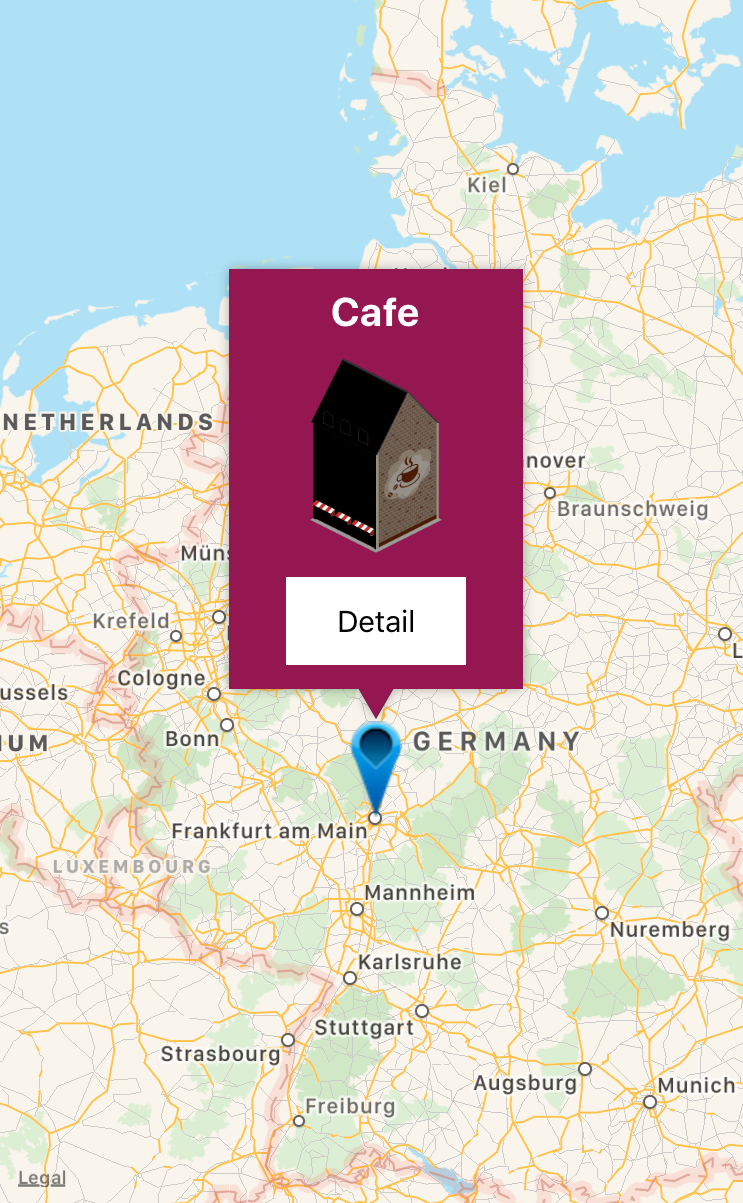 Kiel
Cafe
NETHERLANDS
nover
Braunschweig
Müns
Krefeld
Detail
L
Cologne
ussels
Bonn
GERMANY
UM
Frankfurt am Main
LUXEMBOURG
Mannheim
Nuremberg
s
Karlsruhe
Stuttgart
Strasbourg
Augsburg
Munich
Freiburg
Legal